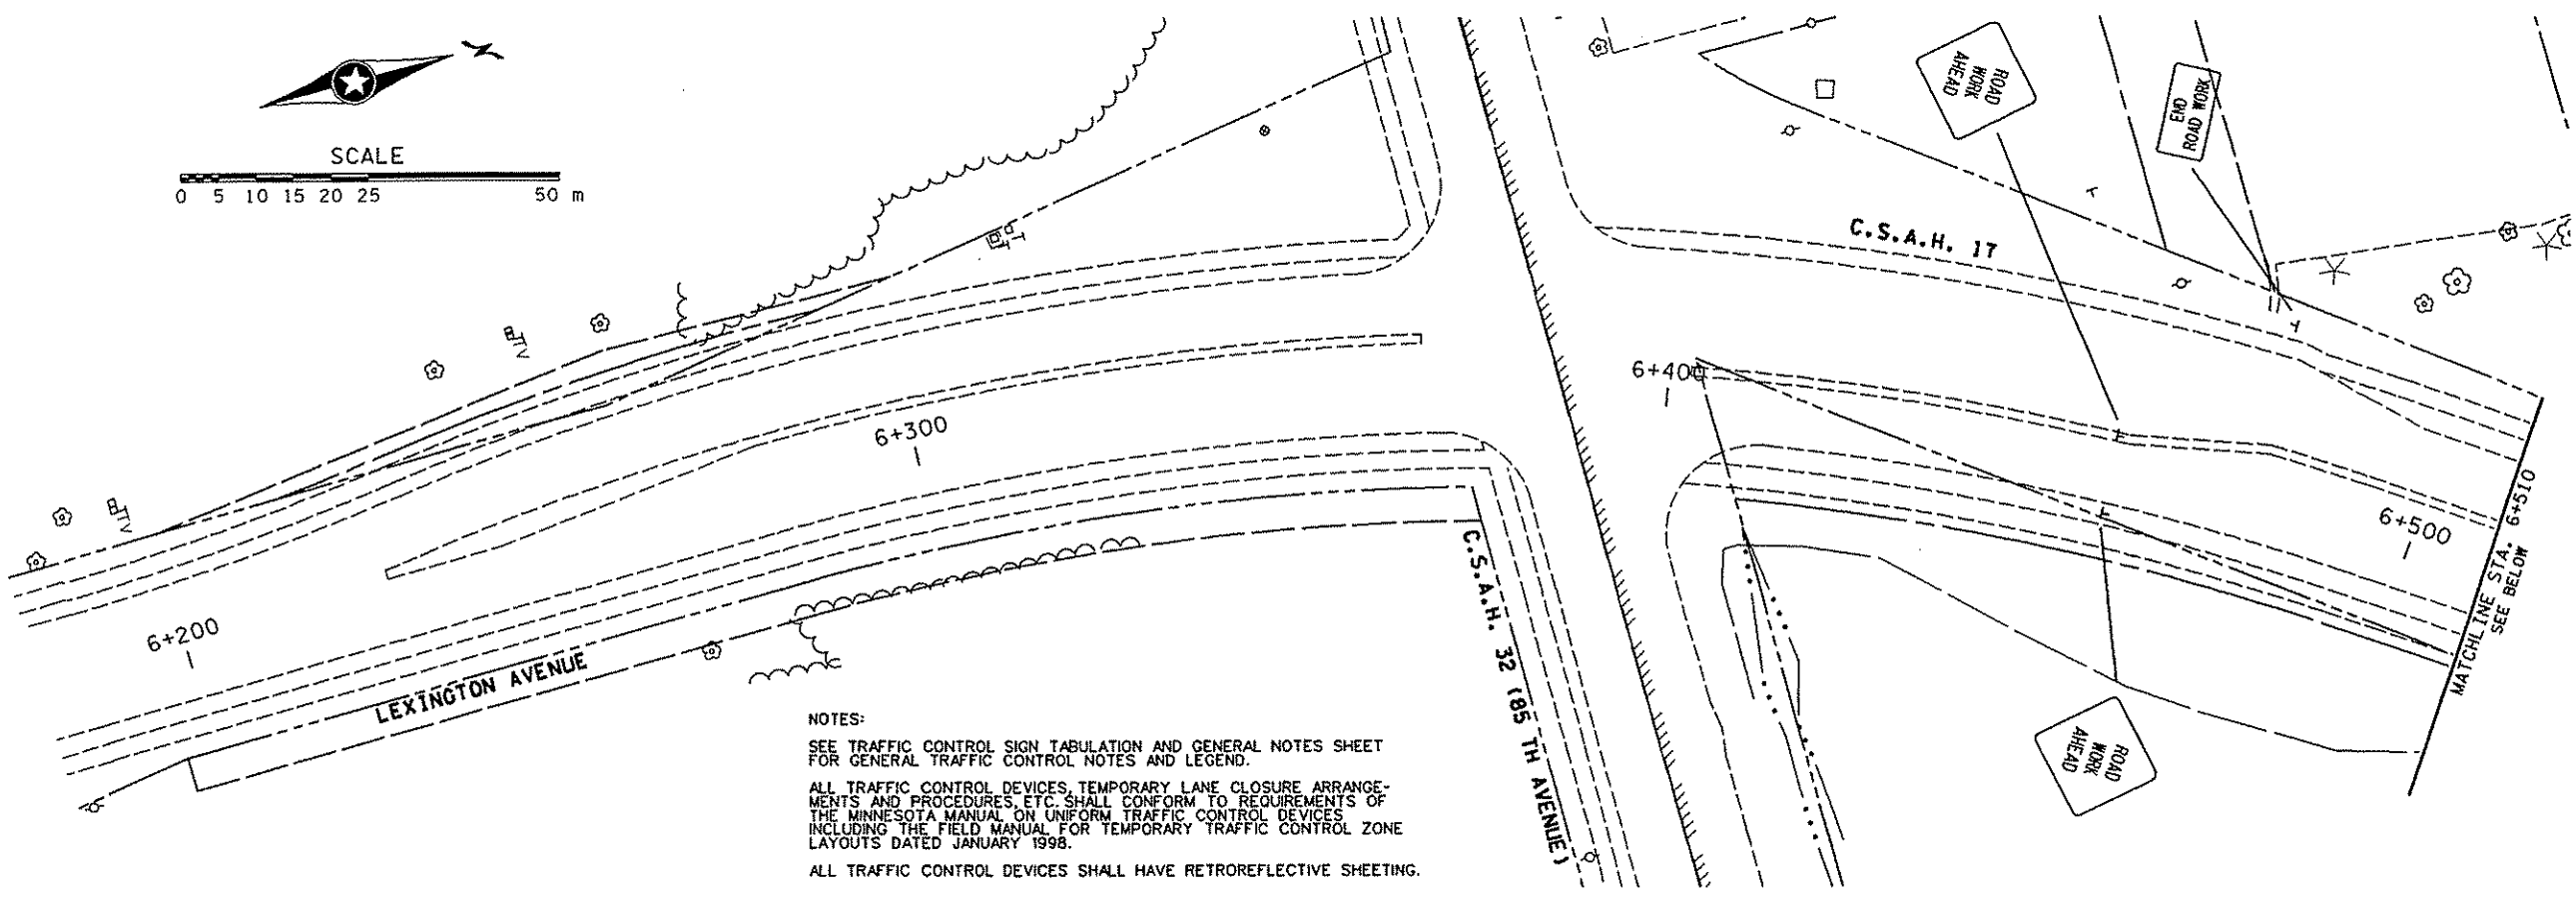 N
SCALE
0 5 10 15 20 25 50 m
ROAD
WORK
AHEAD
END
ROAD WORK
C.S.A.H. 17
6+400
6+300
6+500
6+200
LEXINGTON AVENUE
C.S.A.H. 32 (85 TH AVENUE)
MATCHLINE STA. 6+510
SEE BELOW
ROAD
WORK
AHEAD
TV
TV
NOTES:
SEE TRAFFIC CONTROL SIGN TABULATION AND GENERAL NOTES SHEET
FOR GENERAL TRAFFIC CONTROL NOTES AND LEGEND.
ALL TRAFFIC CONTROL DEVICES, TEMPORARY LANE CLOSURE ARRANGE-
MENTS AND PROCEDURES, ETC. SHALL CONFORM TO REQUIREMENTS OF
THE MINNESOTA MANUAL ON UNIFORM TRAFFIC CONTROL DEVICES
INCLUDING THE FIELD MANUAL FOR TEMPORARY TRAFFIC CONTROL ZONE
LAYOUTS DATED JANUARY 1998.
ALL TRAFFIC CONTROL DEVICES SHALL HAVE RETROREFLECTIVE SHEETING.